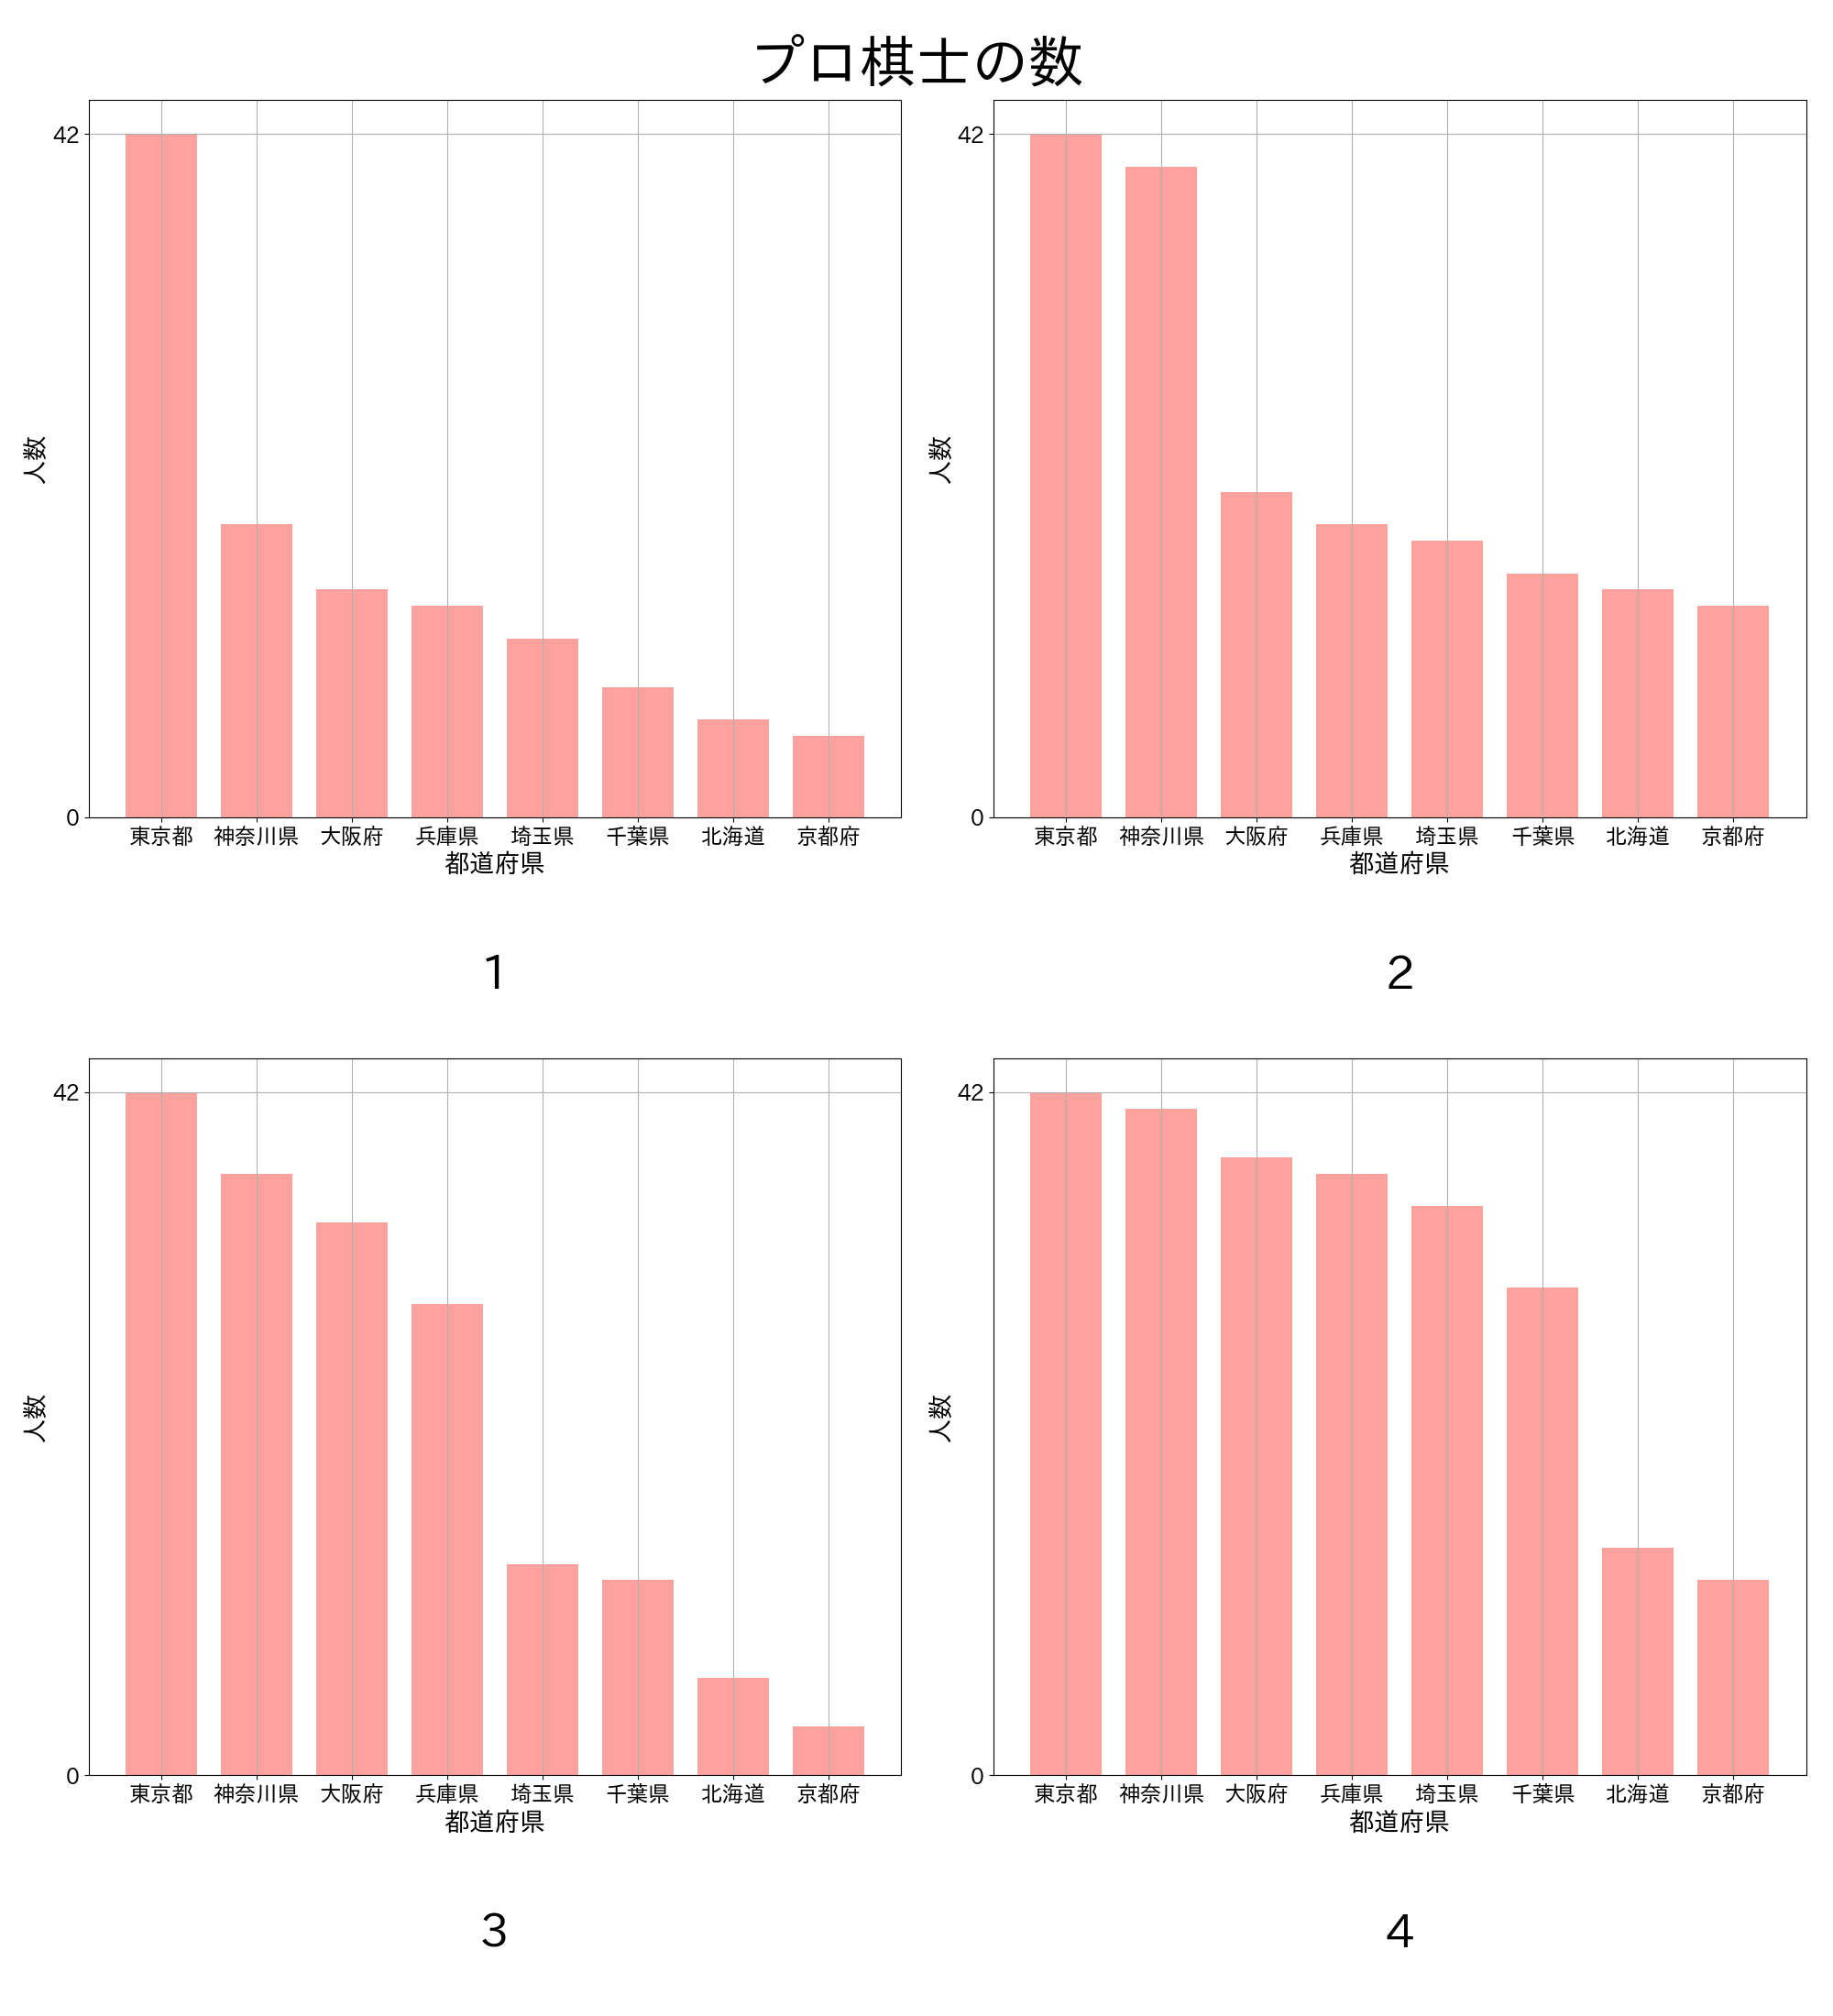 プロ棋士の数
42
0
人数
東京都 神奈川県 大阪府 兵庫県 埼玉県 千葉県 北海道 京都府
都道府県
1
42
0
人数
東京都 神奈川県 大阪府 兵庫県 埼玉県 千葉県 北海道 京都府
都道府県
2
42
0
人数
東京都 神奈川県 大阪府 兵庫県 埼玉県 千葉県 北海道 京都府
都道府県
3
42
0
人数
東京都 神奈川県 大阪府 兵庫県 埼玉県 千葉県 北海道 京都府
都道府県
4